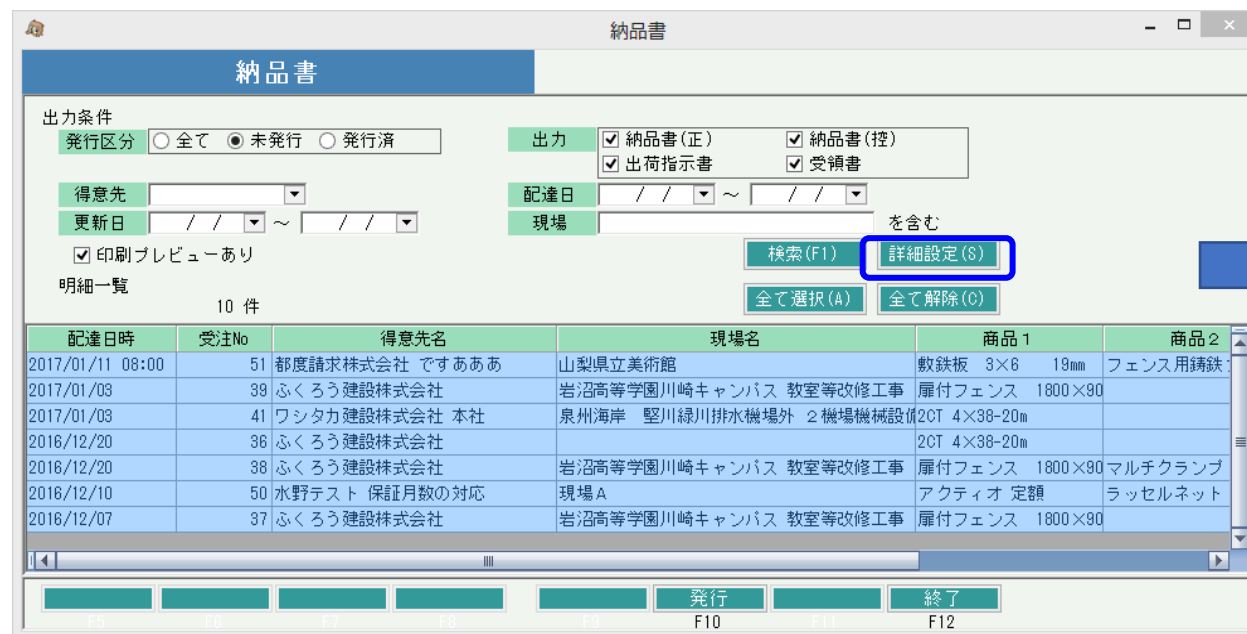 納品書
納品書
出力条件
発行区分 全て 未発行 発行済 出力 納品書(正) 納品書(控)
出荷指示書 受領書
得意先 配達日 / / ～ / /
更新日 / / ～ / / 現場 を含む
印刷プレビューあり 検索(F1) 詳細設定(S)
明細一覧
10 件 全て選択(A) 全て解除(C)
配達日時 受注No 得意先名 現場名 商品1 商品2
2017/01/11 08:00 51 都度請求株式会社 ですあああ 山梨県立美術館 敷鉄板 3×6 19mm フェンス用鋳鉄
2017/01/03 39 ふくろう建設株式会社 岩沼高等学園川崎キャンパス 教室等改修工事 扉付フェンス 1800×90
2017/01/03 41 ワシタカ建設株式会社 本社 泉州海岸 堅川緑川排水機場外 2機場機械設 2CT 4×38-20m
2016/12/20 36 ふくろう建設株式会社 2CT 4×38-20m
2016/12/20 38 ふくろう建設株式会社 岩沼高等学園川崎キャンパス 教室等改修工事 扉付フェンス 1800×90 マルチクランプ
2016/12/10 50 水野テスト 保証月数の対応 現場A アクティオ 定額 ラッセルネット
2016/12/07 37 ふくろう建設株式会社 岩沼高等学園川崎キャンパス 教室等改修工事 扉付フェンス 1800×90
発行 終了
F5 F6 F7 F8 F9 F10 F11 F12